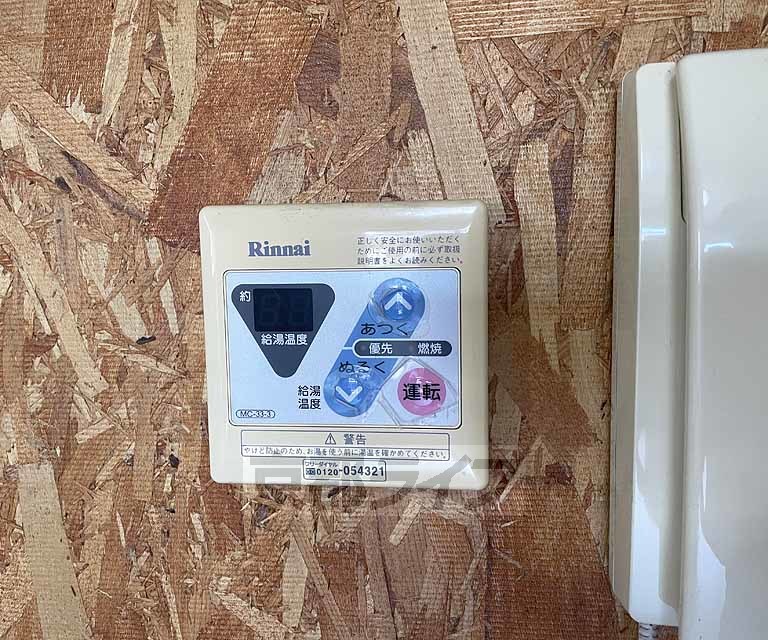 Rinnai
正しく安全にお使いいただく
ためにご使用の前に必ず取扱
説明書をよくお読みください。
約
給湯温度
あつく
優先 燃焼
ぬるく
給湯
温度
運転
MC-33-3
⚠ 警告
やけど防止のため、お湯を使う前に湯温を確かめてください。
フリーダイヤル
0120-054321
京都ライフ